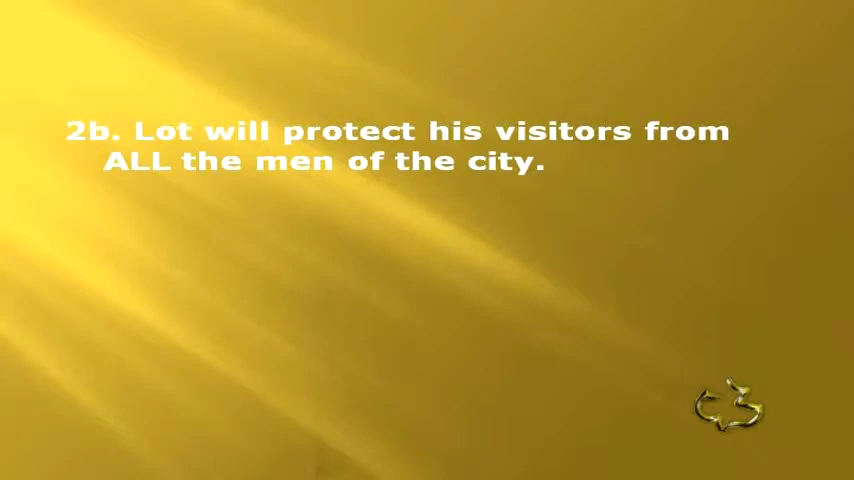 2b. Lot will protect his visitors from
ALL the men of the city.